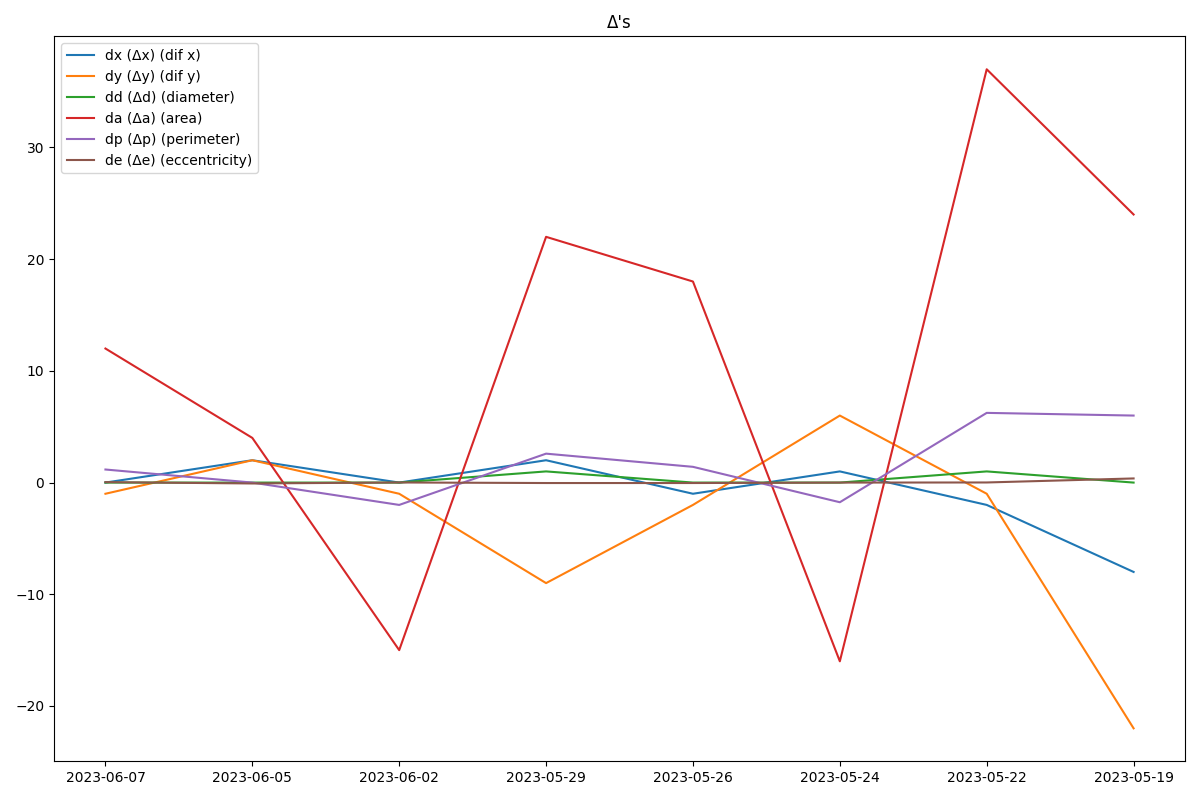 Δ's
dx (Δx) (dif x)
dy (Δy) (dif y)
dd (Δd) (diameter)
da (Δa) (area)
dp (Δp) (perimeter)
de (Δe) (eccentricity)
30
20
10
0
−10
−20
2023-06-07 2023-06-05 2023-06-02 2023-05-29 2023-05-26 2023-05-24 2023-05-22 2023-05-19